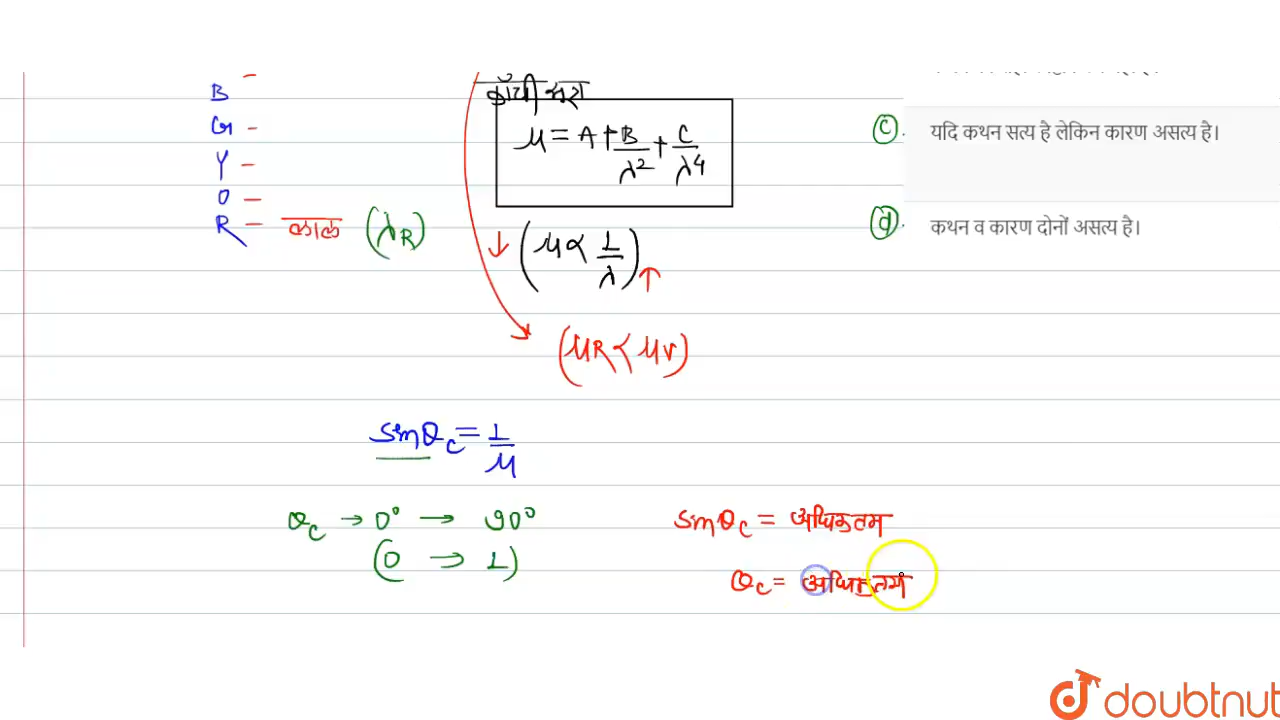 B
G -
Y -
O -
R - लाल (λR)
कॉची सूत्र
μ = A + B/λ² + C/λ⁴
↓ (μ ∝ 1/λ) ↑
(μR < μV)
sinθc = 1/μ
θc → 0° → 90°
(0 → 1)
sinθc = अधिकतम
θc = अधिकतम
(c). यदि कथन सत्य है लेकिन कारण असत्य है।
(d). कथन व कारण दोनों असत्य है।
doubtnut